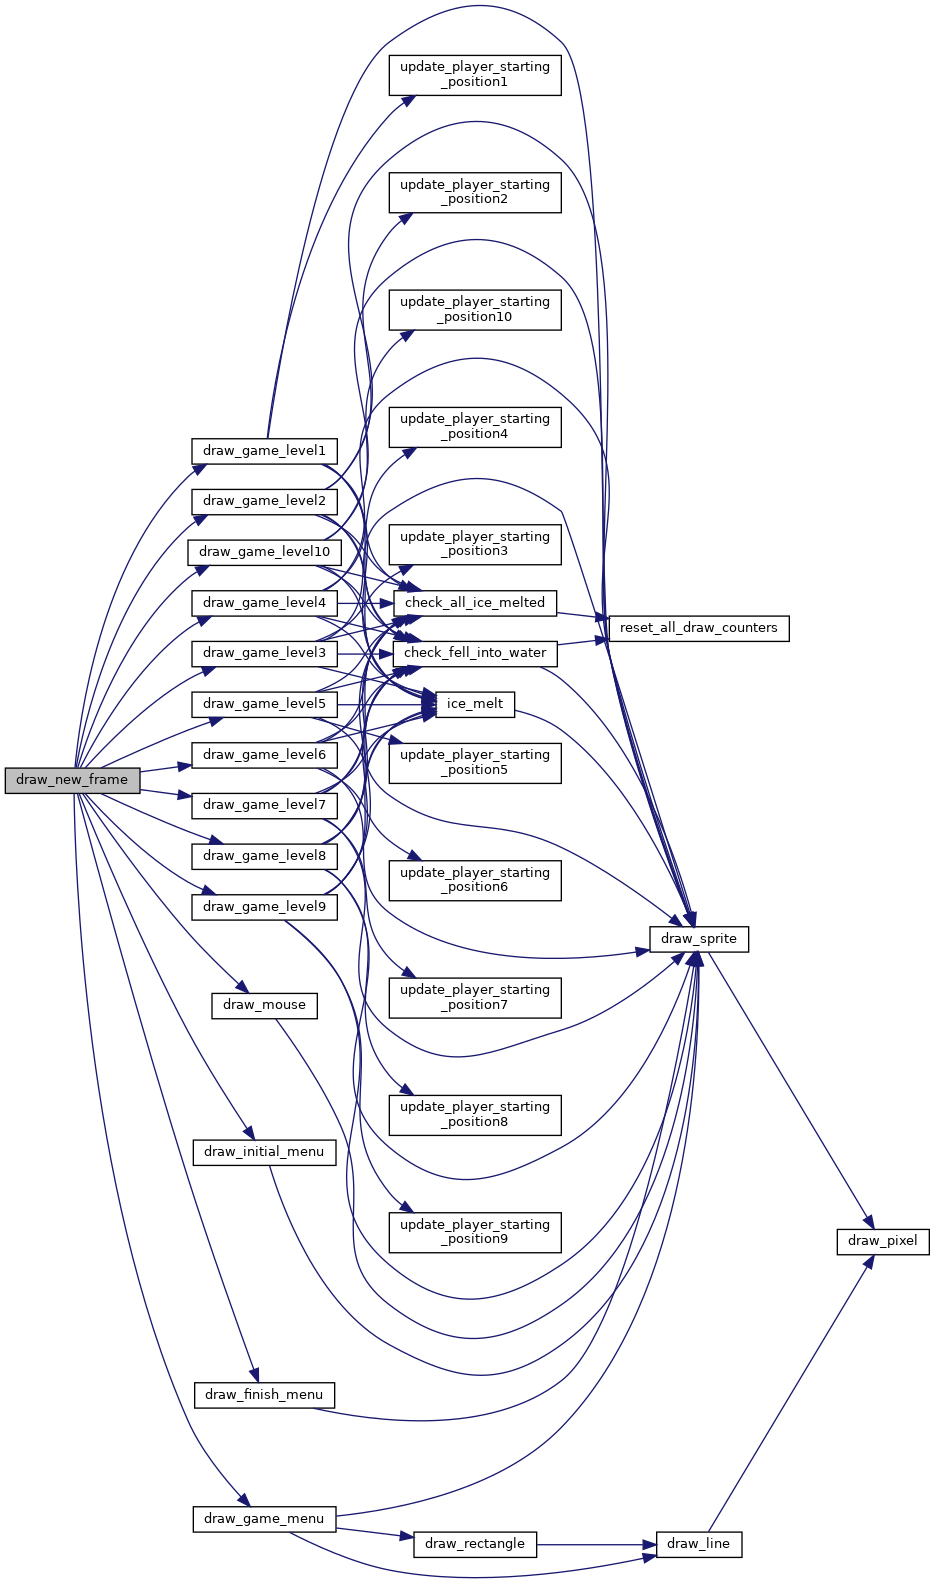 update_player_starting
_position1
update_player_starting
_position2
update_player_starting
_position10
update_player_starting
_position4
draw_game_level1
draw_game_level2
update_player_starting
_position3
draw_game_level10
draw_game_level4
check_all_ice_melted
reset_all_draw_counters
draw_game_level3
check_fell_into_water
draw_game_level5
ice_melt
draw_game_level6
update_player_starting
_position5
draw_new_frame
draw_game_level7
draw_game_level8
update_player_starting
_position6
draw_game_level9
draw_sprite
draw_mouse
update_player_starting
_position7
update_player_starting
_position8
draw_initial_menu
update_player_starting
_position9
draw_pixel
draw_finish_menu
draw_game_menu
draw_rectangle
draw_line